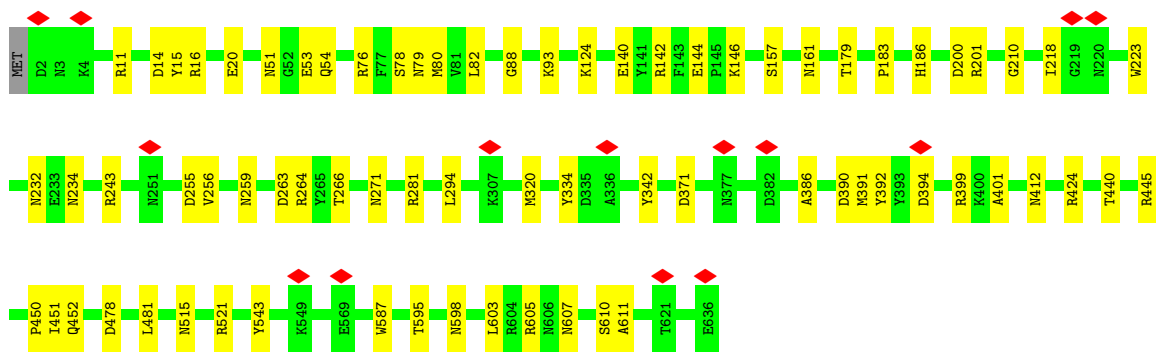 MET D2 N3 K4 R11 D14 Y15 R16 E20 N51 G52 E53 Q54 R76 F77 S78 N79 M80 V81 L82 G88 K93 K124 E140 Y141 R142 F143 E144 P145 K146 S157 N161 T179 P183 H186 D200 R201 G210 I218 G219 N220 W223
N232 E233 N234 R243 N251 D255 V256 N259 D263 R264 Y265 T266 N271 R281 L294 K307 M320 Y334 D335 A336 Y342 D371 N377 D382 A386 D390 M391 Y392 Y393 D394 R399 K400 A401 N412 R424 T440 R445
P450 I451 Q452 D478 L481 N515 R521 Y543 K549 E569 W587 T595 N598 L603 R604 R605 N606 N607 S610 A611 T621 E636